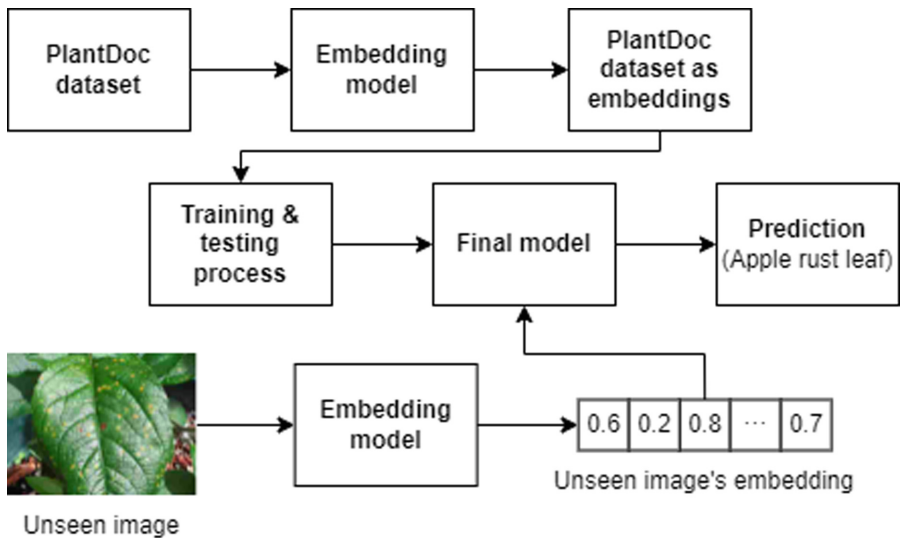 PlantDoc
dataset
Embedding
model
PlantDoc
dataset as
embeddings
Training &
testing
process
Final model
Prediction
(Apple rust leaf)
Embedding
model
0.6 0.2 0.8 ... 0.7
Unseen image's embedding
Unseen image